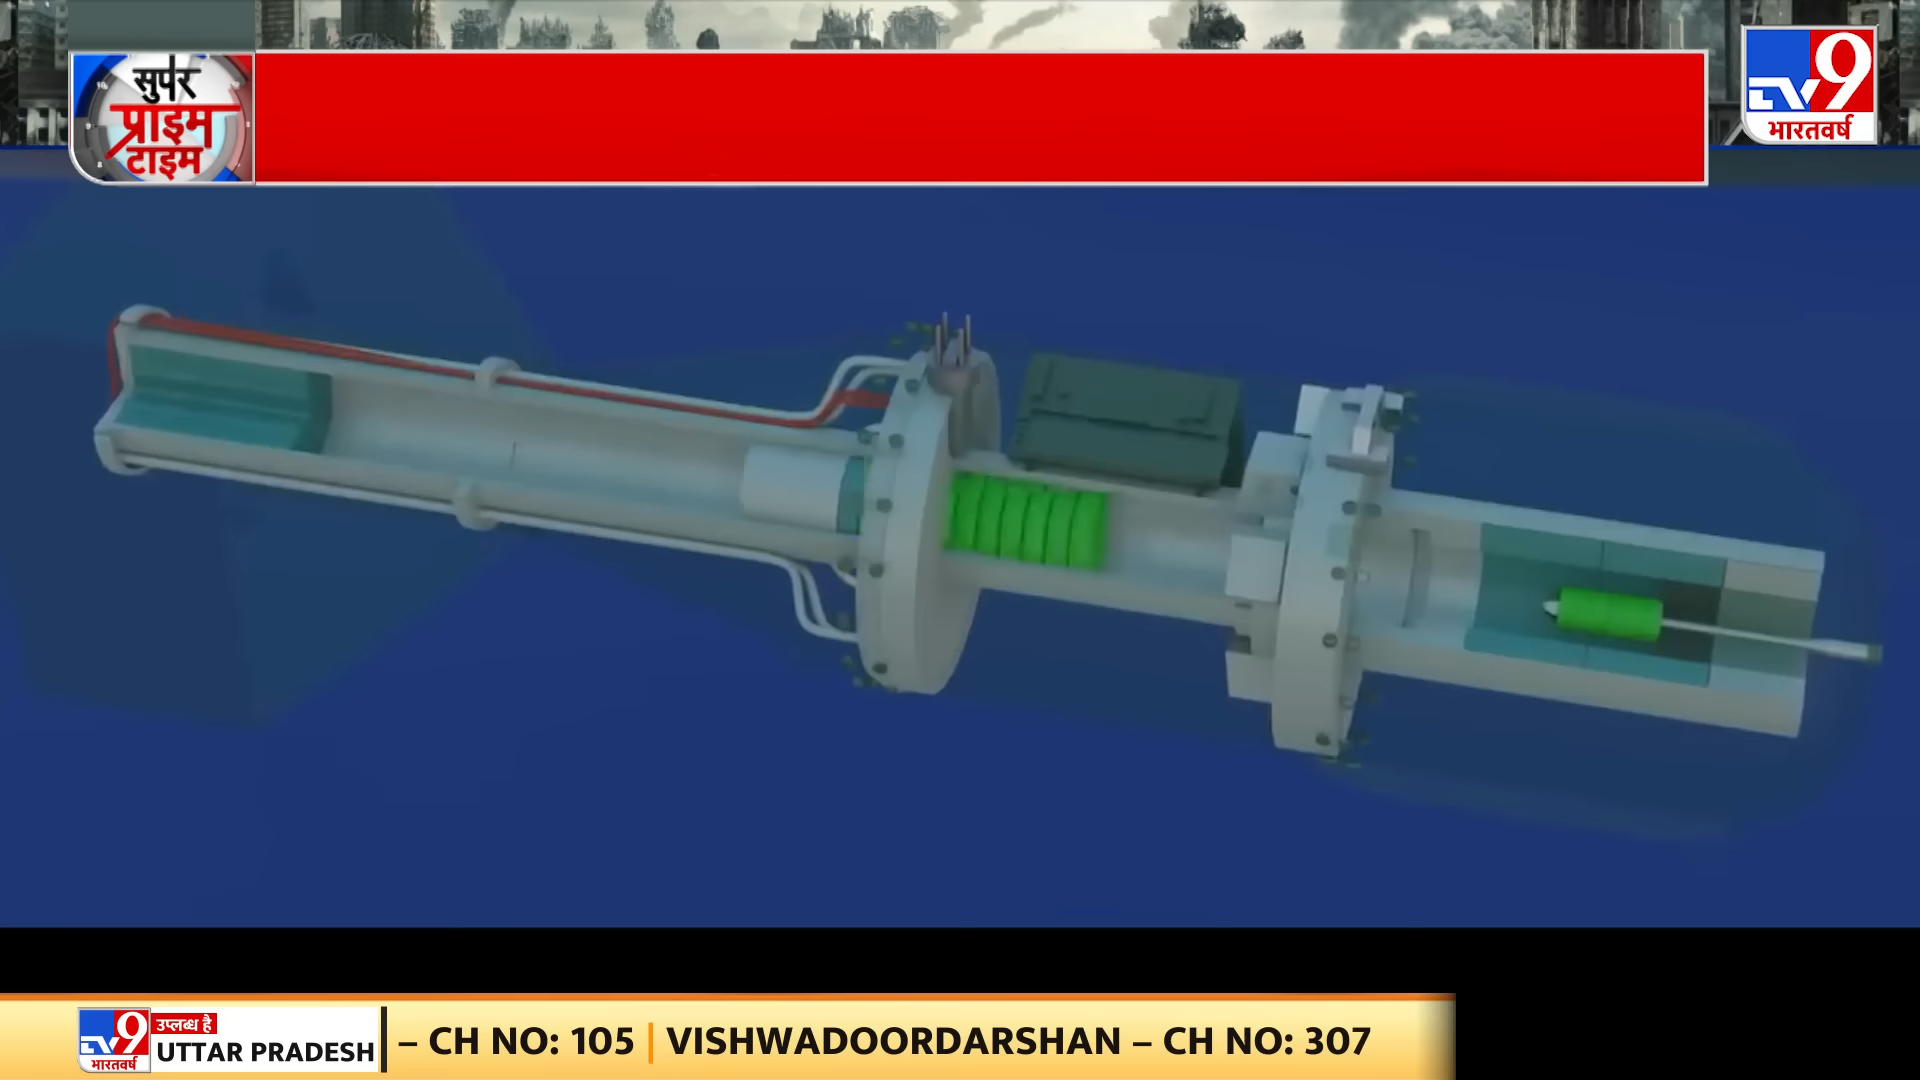 सुपर
प्राइम
टाइम
TV9
भारतवर्ष
TV9
भारतवर्ष
उपलब्ध है
UTTAR PRADESH
– CH NO: 105 | VISHWADOORDARSHAN – CH NO: 307